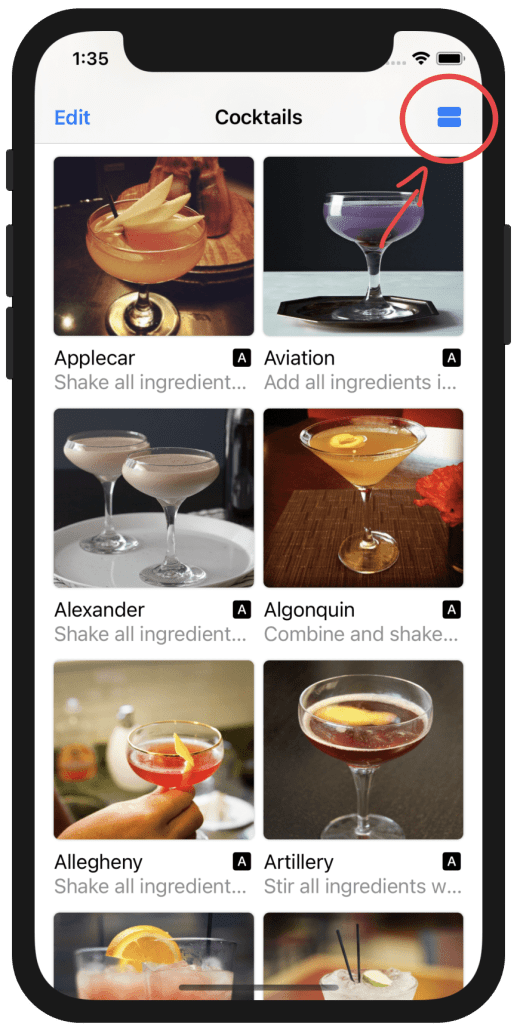 1:35
Edit
Cocktails
Applecar
A
Aviation
A
Shake all ingredient...
Add all ingredients i...
Alexander
A
Algonquin
A
Shake all ingredient...
Combine and shake...
Allegheny
A
Artillery
A
Shake all ingredient...
Stir all ingredients w...